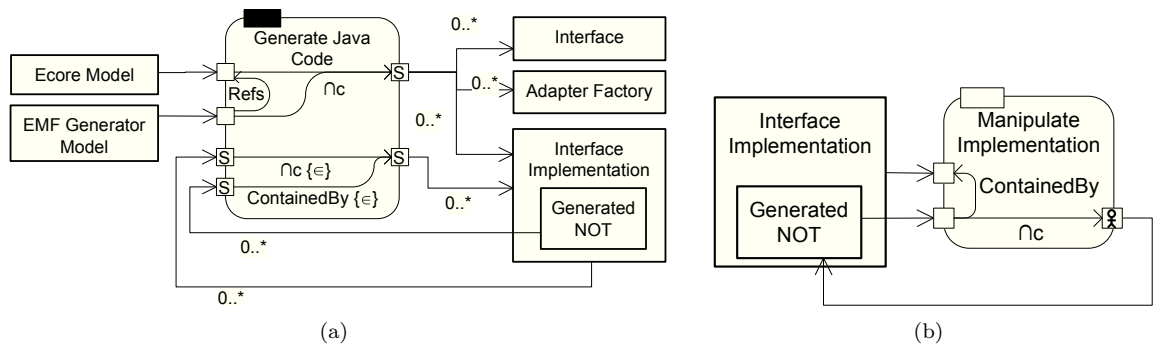 Generate Java
Code
0..*
Interface
Ecore Model
S
Refs
∩c
0..*
Adapter Factory
EMF Generator
Model
0..*
Interface
Implementation
S
S
∩c {∈}
S
ContainedBy {∈}
0..*
Generated
NOT
0..*
0..*
(a)
Interface
Implementation
Manipulate
Implementation
ContainedBy
Generated
NOT
∩c
(b)